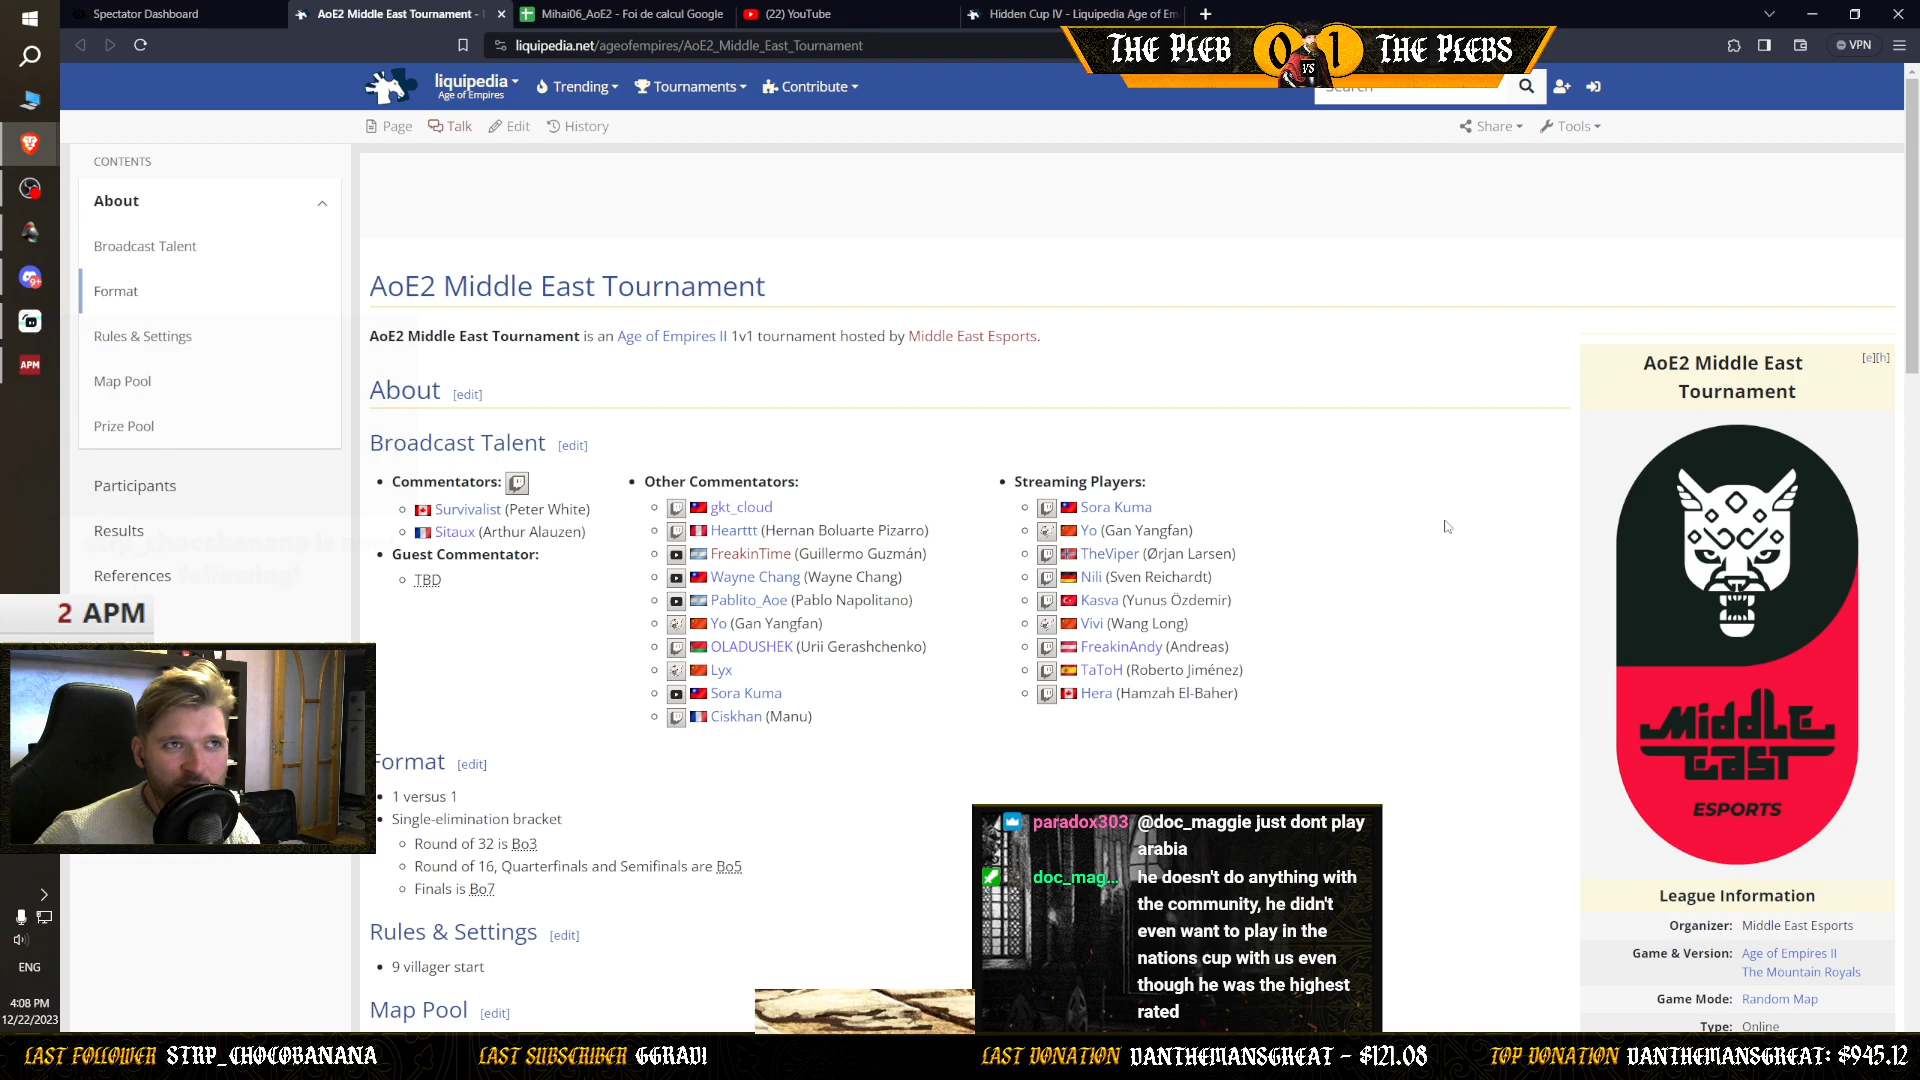 Spectator Dashboard
AoE2 Middle East Tournament - L
Mihai06_AoE2 - Foi de calcul Google
(22) YouTube
Hidden Cup IV - Liquipedia Age of Em
liquipedia.net/ageofempires/AoE2_Middle_East_Tournament
VPN
THE PLEB 0 VS 1 THE PLEBS
liquipedia
Age of Empires
Trending
Tournaments
Contribute
Search
Page
Talk
Edit
History
Share
Tools
CONTENTS
About
Broadcast Talent
Format
Rules & Settings
Map Pool
Prize Pool
Participants
Results
References
strp_chocobanana is now
following!
2 APM
APM
9+
AoE2 Middle East Tournament
AoE2 Middle East Tournament is an Age of Empires II 1v1 tournament hosted by Middle East Esports.
About [edit]
Broadcast Talent [edit]
Commentators:
Survivalist (Peter White)
Sitaux (Arthur Alauzen)
Guest Commentator:
TBD
Other Commentators:
gkt_cloud
Hearttt (Hernan Boluarte Pizarro)
FreakinTime (Guillermo Guzmán)
Wayne Chang (Wayne Chang)
Pablito_Aoe (Pablo Napolitano)
Yo (Gan Yangfan)
OLADUSHEK (Urii Gerashchenko)
Lyx
Sora Kuma
Ciskhan (Manu)
Streaming Players:
Sora Kuma
Yo (Gan Yangfan)
TheViper (Ørjan Larsen)
Nili (Sven Reichardt)
Kasva (Yunus Özdemir)
Vivi (Wang Long)
FreakinAndy (Andreas)
TaToH (Roberto Jiménez)
Hera (Hamzah El-Baher)
Format [edit]
1 versus 1
Single-elimination bracket
Round of 32 is Bo3
Round of 16, Quarterfinals and Semifinals are Bo5
Finals is Bo7
Rules & Settings [edit]
9 villager start
Map Pool [edit]
[e][h]
AoE2 Middle East
Tournament
MIDDLE
EAST
ESPORTS
League Information
Organizer: Middle East Esports
Game & Version: Age of Empires II
The Mountain Royals
Game Mode: Random Map
Type: Online
paradox303 @doc_maggie just dont play
arabia
doc_mag... he doesn't do anything with
the community, he didn't
even want to play in the
nations cup with us even
though he was the highest
rated
ENG
4:08 PM
12/22/2023
LAST FOLLOWER STRP_CHOCOBANANA
LAST SUBSCRIBER GGRADI
LAST DONATION DANTHEMANSGREAT - $121.08
TOP DONATION DANTHEMANSGREAT: $945.12